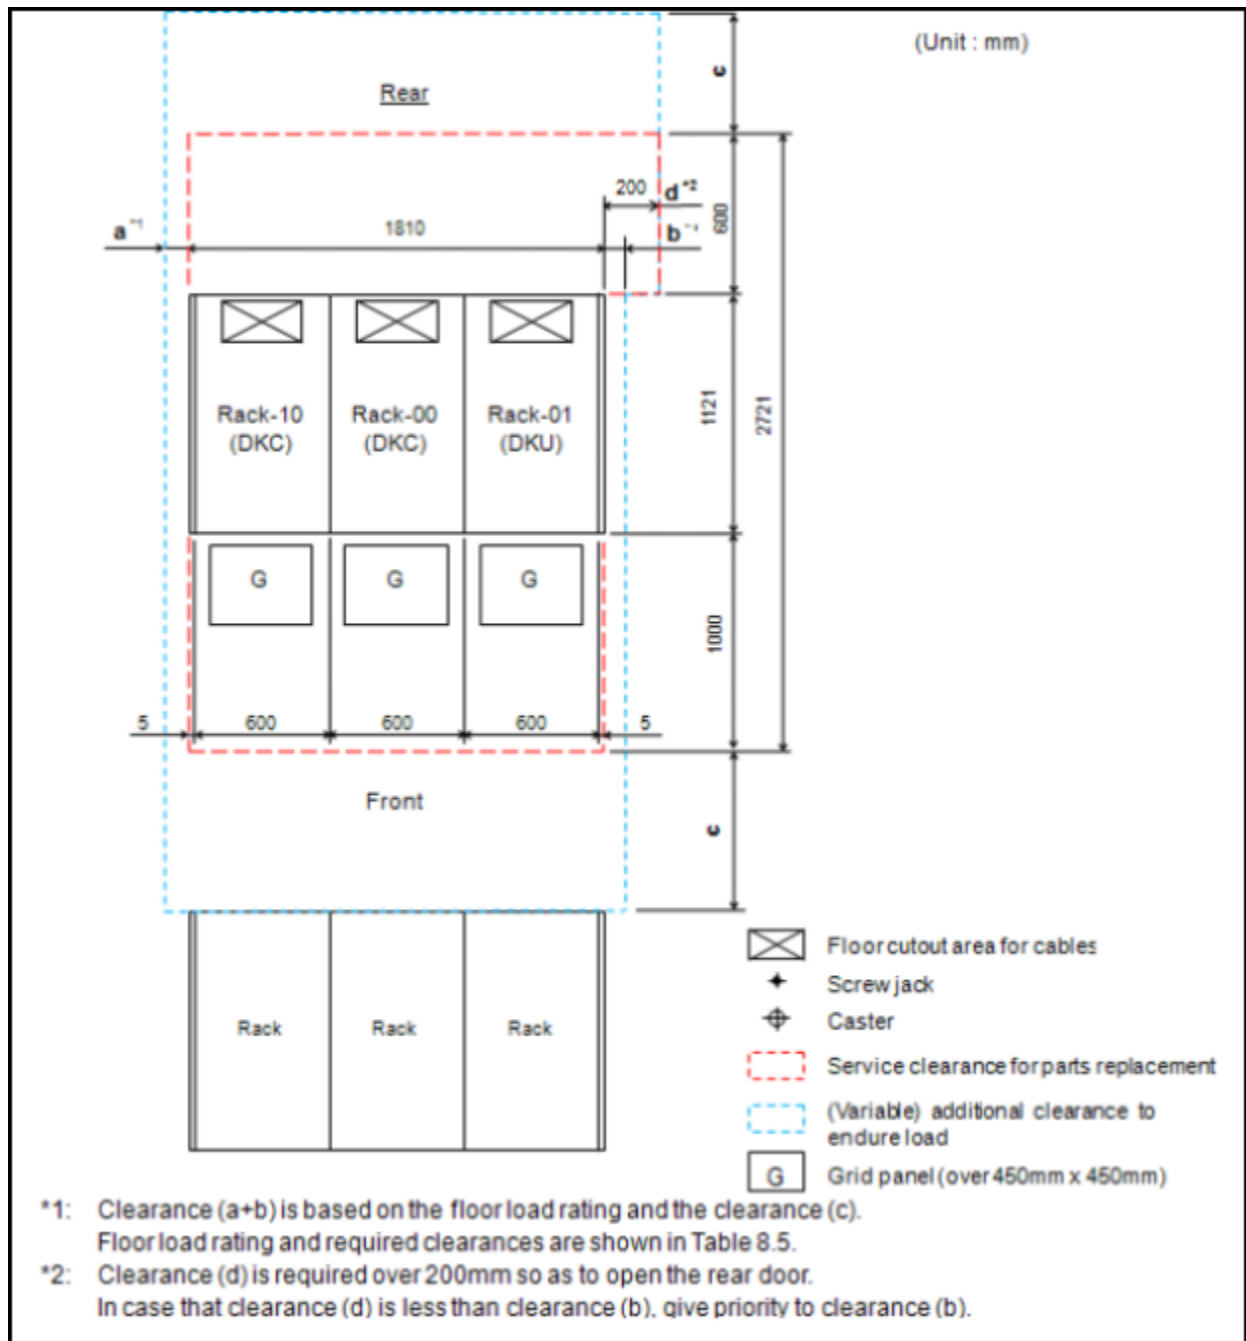 (Unit : mm)
c
Rear
200 d *2
600
a *1
1810
b
Rack-10
(DKC)
Rack-00
(DKC)
Rack-01
(DKU)
1121
2721
G
G
G
1000
5
600
600
600
5
Front
c
Floor cutout area for cables
Screw jack
Caster
Rack
Rack
Rack
Service clearance for parts replacement
(Variable) additional clearance to
endure load
G
Grid panel (over 450mm x 450mm)
*1: Clearance (a+b) is based on the floor load rating and the clearance (c).
Floor load rating and required clearances are shown in Table 8.5.
*2: Clearance (d) is required over 200mm so as to open the rear door.
In case that clearance (d) is less than clearance (b), give priority to clearance (b).